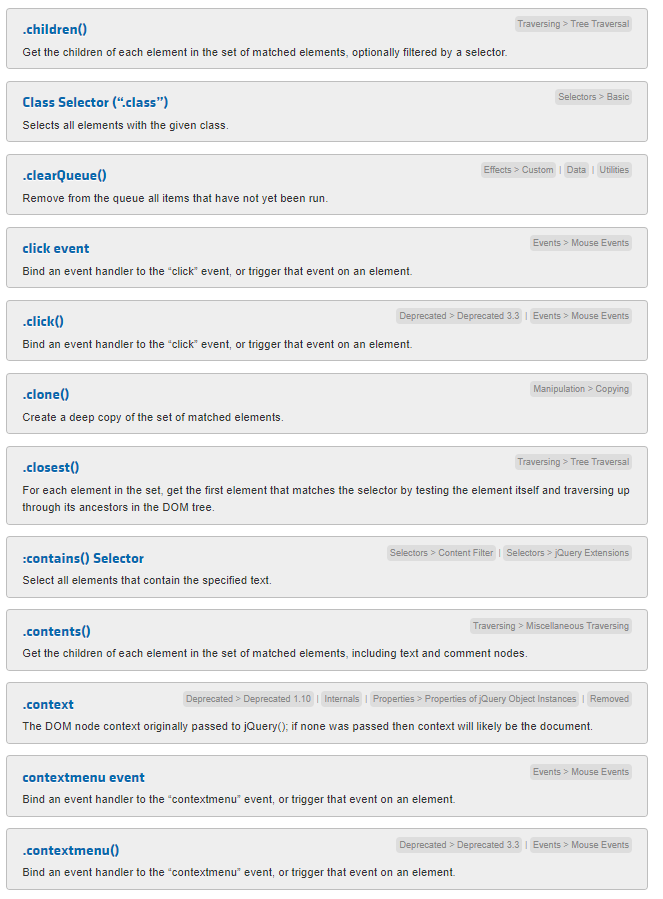 .children()
Traversing > Tree Traversal
Get the children of each element in the set of matched elements, optionally filtered by a selector.
Class Selector (“.class”)
Selectors > Basic
Selects all elements with the given class.
.clearQueue()
Effects > Custom | Data | Utilities
Remove from the queue all items that have not yet been run.
click event
Events > Mouse Events
Bind an event handler to the “click” event, or trigger that event on an element.
.click()
Deprecated > Deprecated 3.3 | Events > Mouse Events
Bind an event handler to the “click” event, or trigger that event on an element.
.clone()
Manipulation > Copying
Create a deep copy of the set of matched elements.
.closest()
Traversing > Tree Traversal
For each element in the set, get the first element that matches the selector by testing the element itself and traversing up
through its ancestors in the DOM tree.
:contains() Selector
Selectors > Content Filter | Selectors > jQuery Extensions
Select all elements that contain the specified text.
.contents()
Traversing > Miscellaneous Traversing
Get the children of each element in the set of matched elements, including text and comment nodes.
.context
Deprecated > Deprecated 1.10 | Internals | Properties > Properties of jQuery Object Instances | Removed
The DOM node context originally passed to jQuery(); if none was passed then context will likely be the document.
contextmenu event
Events > Mouse Events
Bind an event handler to the “contextmenu” event, or trigger that event on an element.
.contextmenu()
Deprecated > Deprecated 3.3 | Events > Mouse Events
Bind an event handler to the “contextmenu” event, or trigger that event on an element.